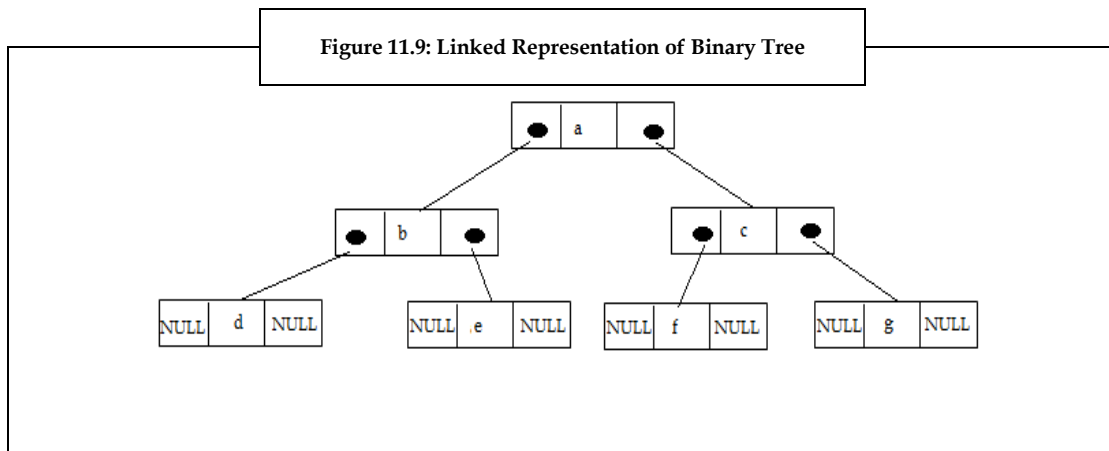 Figure 11.9: Linked Representation of Binary Tree
a
b
c
NULL d NULL
NULL .e NULL
NULL f NULL
NULL g NULL